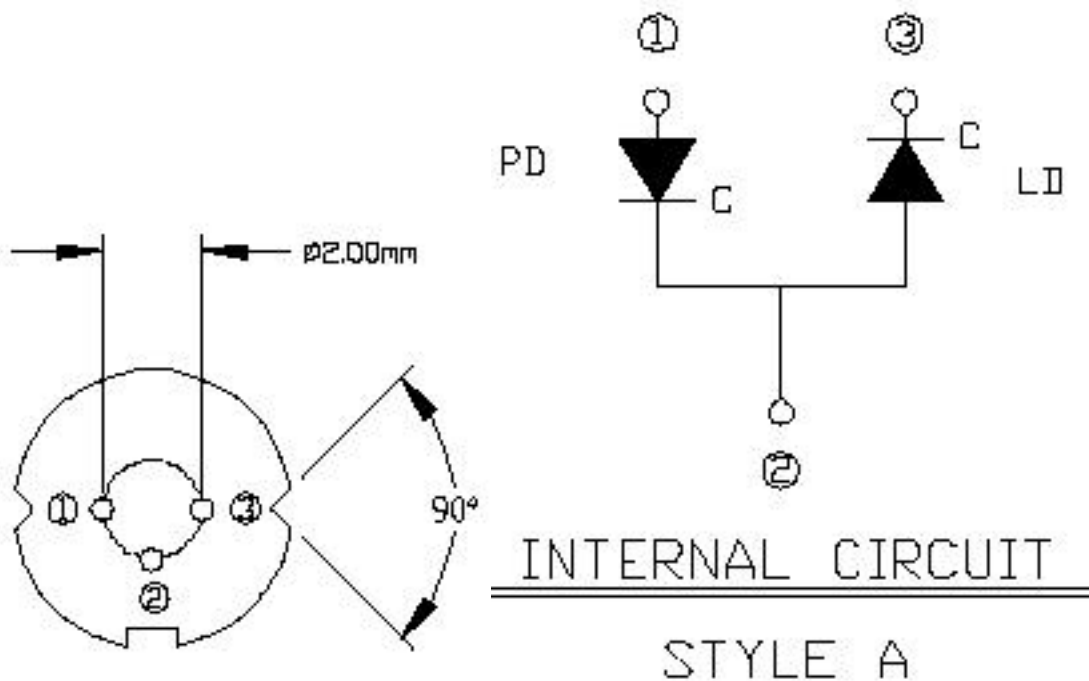 ① ③
PD C C LD
ø2.00mm
① ③ 90°
②
②
INTERNAL CIRCUIT
STYLE A